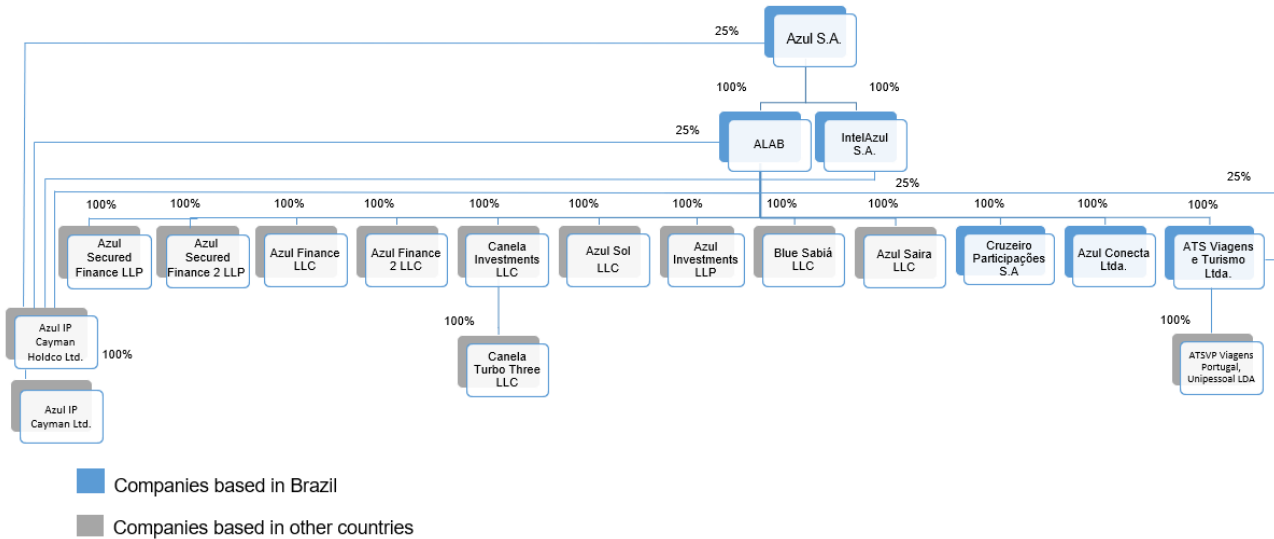 25%
Azul S.A.
100%
100%
25%
ALAB
IntelAzul
S.A.
25%
25%
100%
100%
100%
100%
100%
100%
100%
100%
100%
100%
100%
100%
Azul
Secured
Finance LLP
Azul
Secured
Finance 2 LLP
Azul Finance
LLC
Azul Finance
2 LLC
Canela
Investments
LLC
Azul Sol
LLC
Azul
Investments
LLP
Blue Sabiá
LLC
Azul Saira
LLC
Cruzeiro
Participações
S.A
Azul Conecta
Ltda.
ATS Viagens
e Turismo
Ltda.
Azul IP
Cayman
Holdco Ltd.
100%
100%
Canela
Turbo Three
LLC
100%
ATSVP Viagens
Portugal,
Unipessoal LDA
Azul IP
Cayman Ltd.
Companies based in Brazil
Companies based in other countries